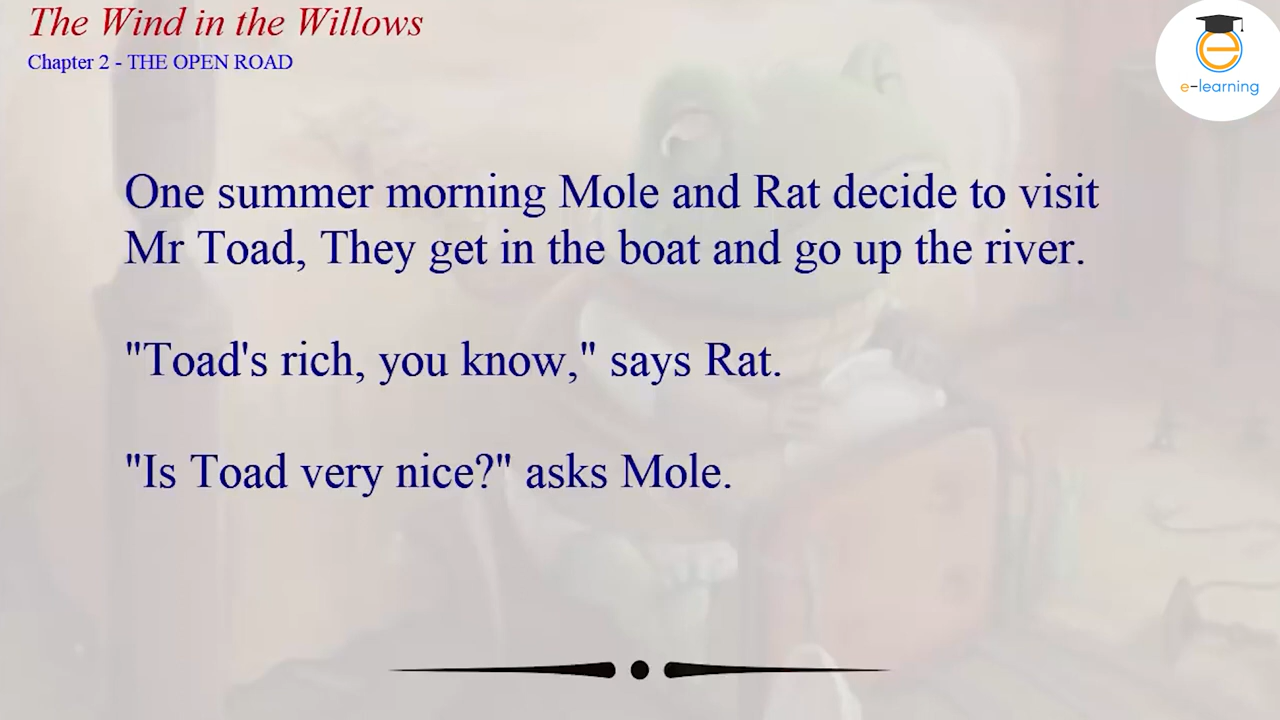 The Wind in the Willows
Chapter 2 - THE OPEN ROAD
e-learning
One summer morning Mole and Rat decide to visit
Mr Toad, They get in the boat and go up the river.
"Toad's rich, you know," says Rat.
"Is Toad very nice?" asks Mole.